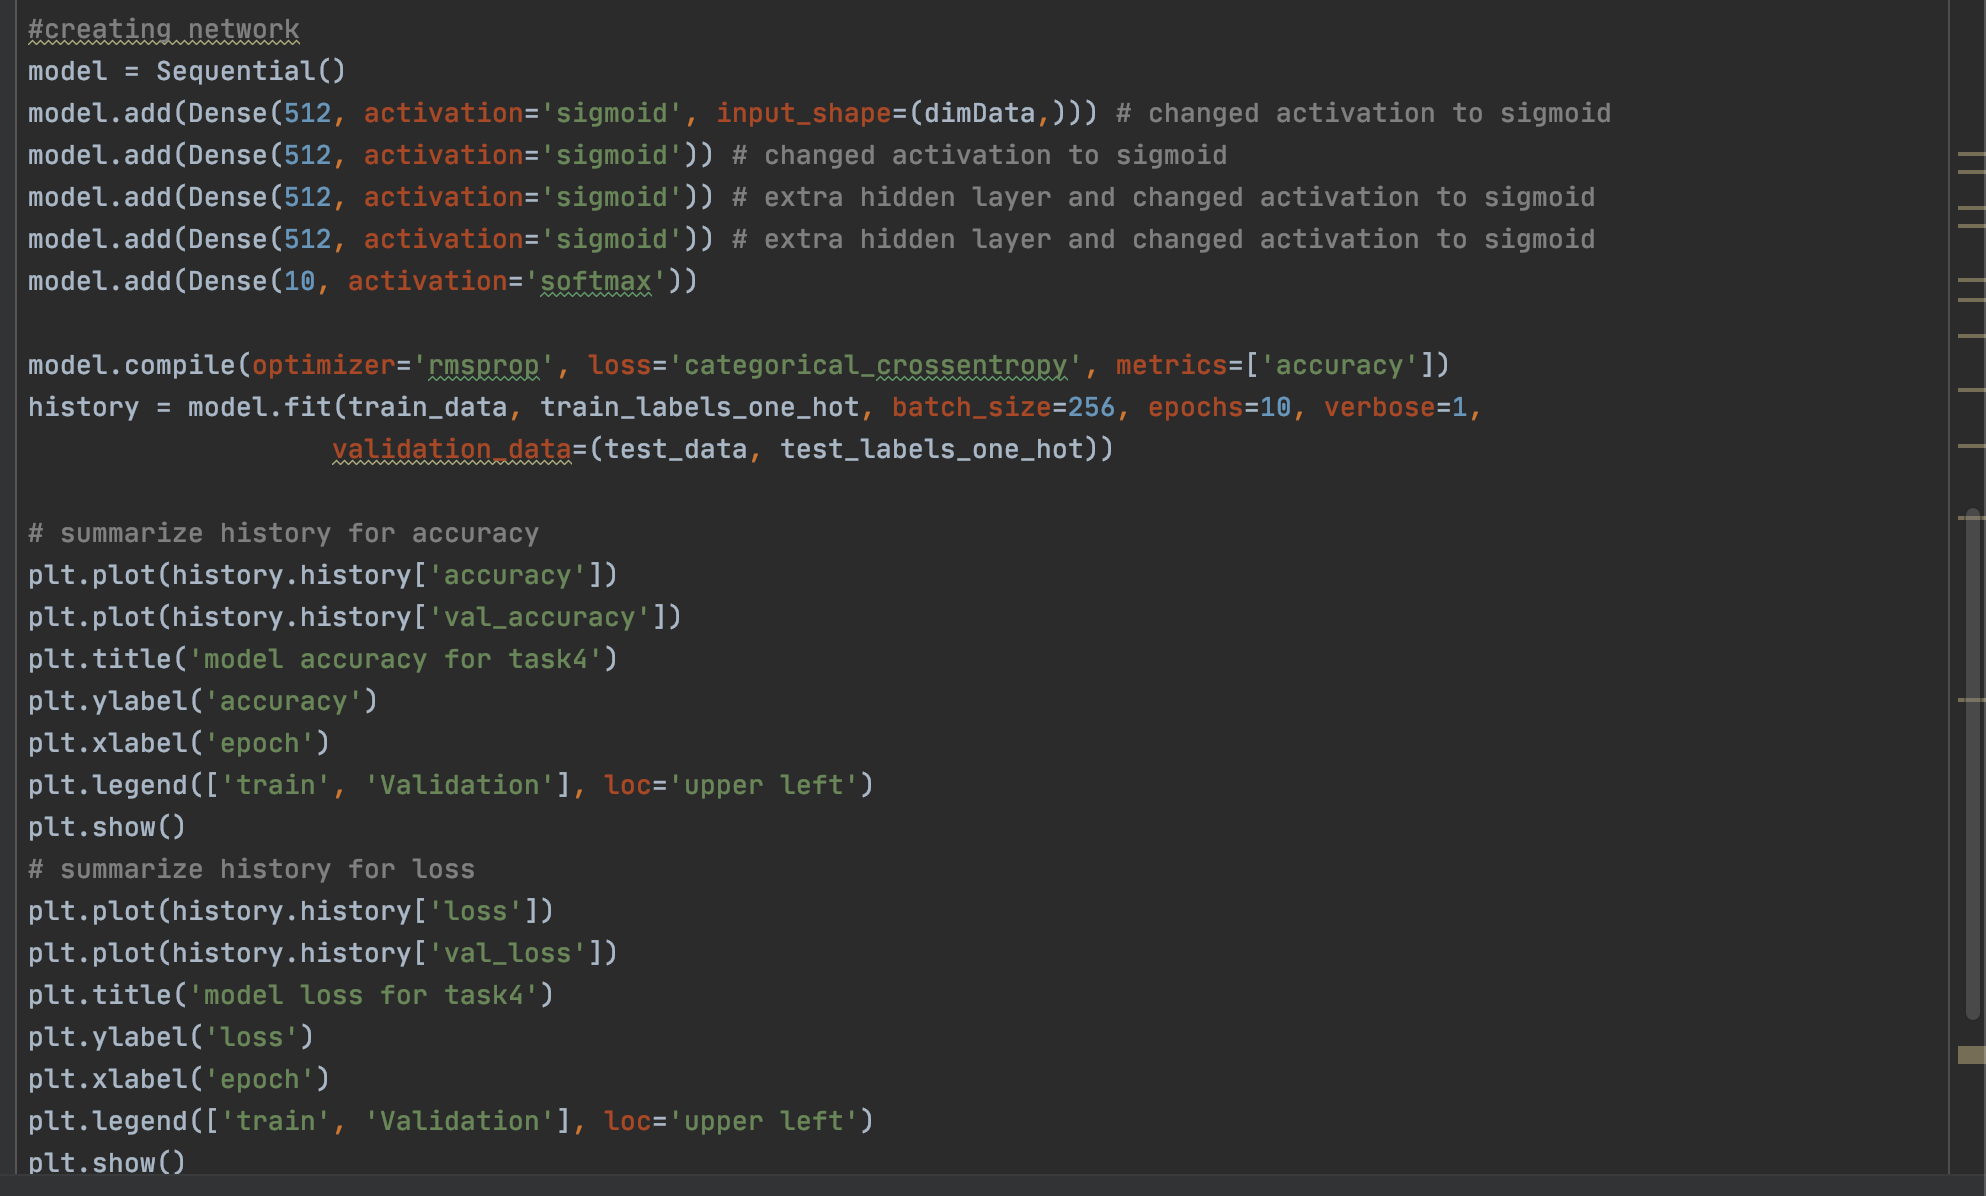 #creating network
model = Sequential()
model.add(Dense(512, activation='sigmoid', input_shape=(dimData,))) # changed activation to sigmoid
model.add(Dense(512, activation='sigmoid')) # changed activation to sigmoid
model.add(Dense(512, activation='sigmoid')) # extra hidden layer and changed activation to sigmoid
model.add(Dense(512, activation='sigmoid')) # extra hidden layer and changed activation to sigmoid
model.add(Dense(10, activation='softmax'))
model.compile(optimizer='rmsprop', loss='categorical_crossentropy', metrics=['accuracy'])
history = model.fit(train_data, train_labels_one_hot, batch_size=256, epochs=10, verbose=1,
validation_data=(test_data, test_labels_one_hot))
# summarize history for accuracy
plt.plot(history.history['accuracy'])
plt.plot(history.history['val_accuracy'])
plt.title('model accuracy for task4')
plt.ylabel('accuracy')
plt.xlabel('epoch')
plt.legend(['train', 'Validation'], loc='upper left')
plt.show()
# summarize history for loss
plt.plot(history.history['loss'])
plt.plot(history.history['val_loss'])
plt.title('model loss for task4')
plt.ylabel('loss')
plt.xlabel('epoch')
plt.legend(['train', 'Validation'], loc='upper left')
plt.show()